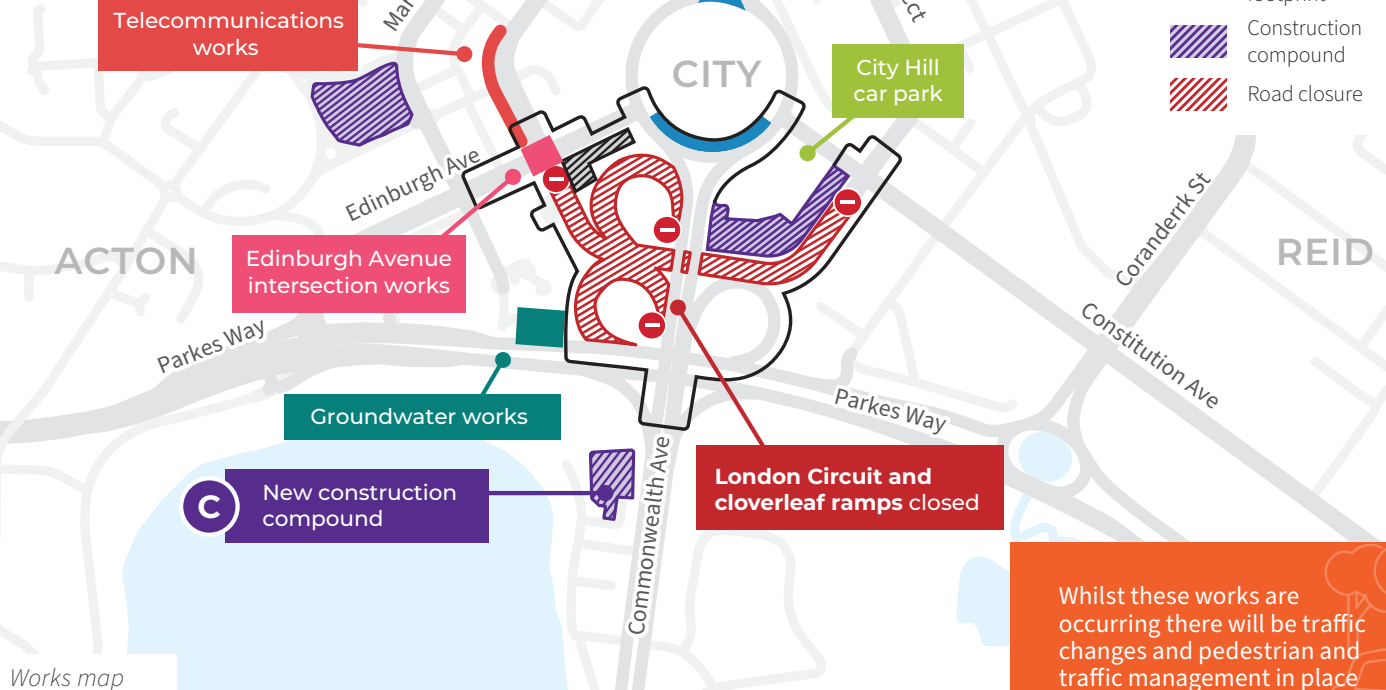 Telecommunications
works
CITY
City Hill
car park
Construction
compound
Road closure
Edinburgh Ave
ACTON
Edinburgh Avenue
intersection works
Coranderrk St
REID
Parkes Way
Constitution Ave
Groundwater works
Parkes Way
C
New construction
compound
London Circuit and
cloverleaf ramps closed
Commonwealth Ave
Whilst these works are
occurring there will be traffic
changes and pedestrian and
traffic management in place
Works map